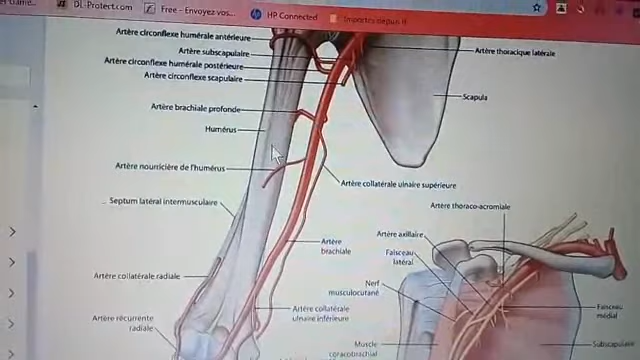 DLProtect.com
Free - Envoyez vos...
HP Connected
Importés depuis
Artère circonflexe humérale antérieure
Artère subscapulaire
Artère circonflexe humérale postérieure
Artère circonflexe scapulaire
Artère thoracique latérale
Scapula
Artère brachiale profonde
Humérus
Artère nourricière de l'humérus
Artère collatérale ulnaire supérieure
Septum latéral intermusculaire
Artère thoraco-acromiale
Artère axillaire
Artère
brachiale
Faisceau
latéral
Artère collatérale radiale
Nerf
musculocutané
Artère collatérale
ulnaire inférieure
Faisceau
médial
Artère récurrente
radiale
Muscle
coracobrachial
Subscapulaire